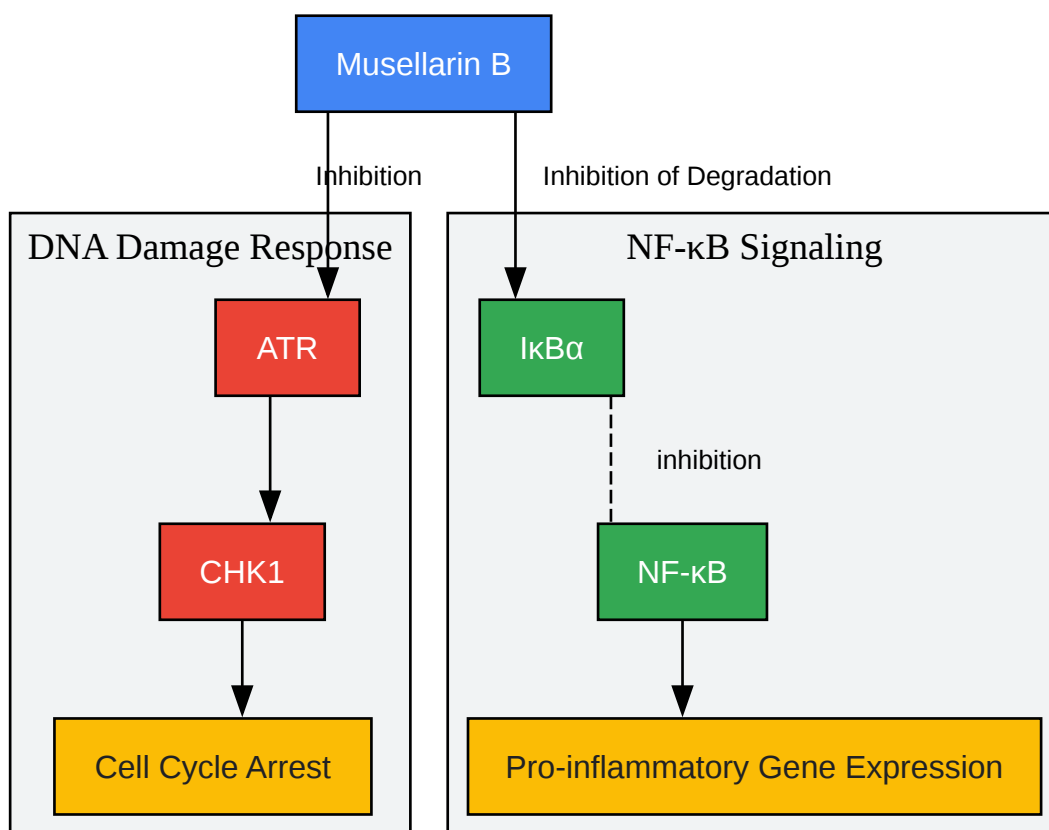 Musellarin B
Inhibition
Inhibition of Degradation
DNA Damage Response
NF-κB Signaling
ATR
IκBα
inhibition
CHK1
NF-κB
Cell Cycle Arrest
Pro-inflammatory Gene Expression